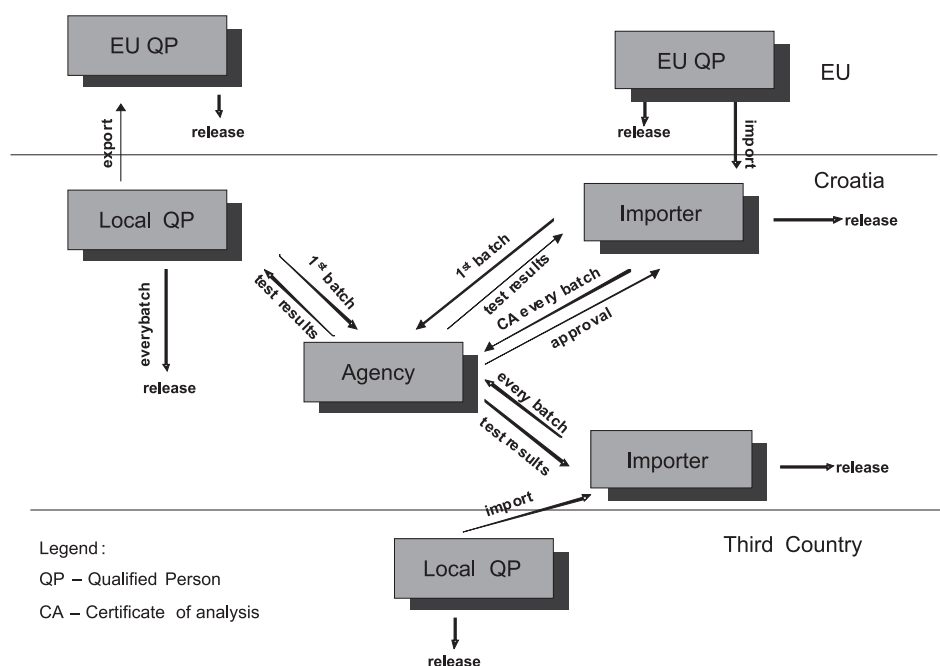 EU QP
EU QP
EU
release
release
export
import
Croatia
Local QP
Importer
release
1st batch
test results
1st batch
test results
CA every batch
approval
everybatch
release
Agency
every batch
test results
Importer
release
import
Third Country
Legend :
QP – Qualified Person
CA – Certificate of analysis
Local QP
release